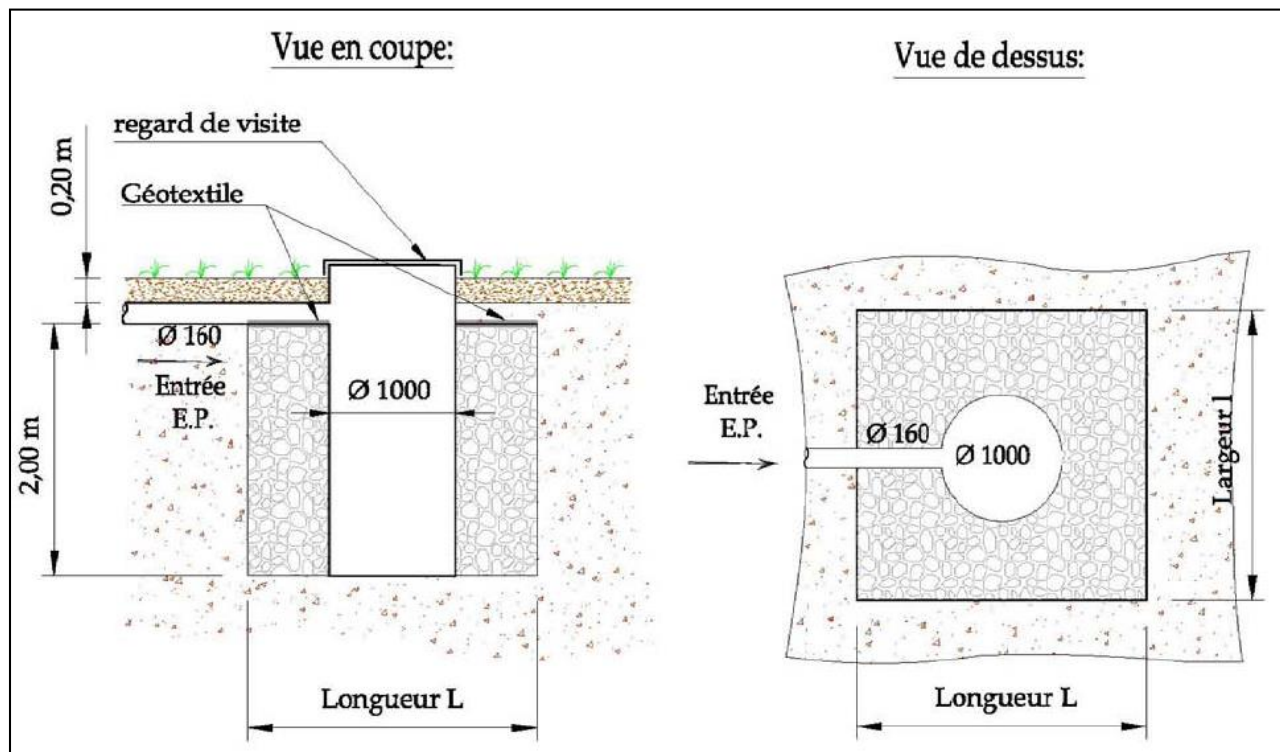 Vue en coupe:
regard de visite
0,20 m
Géotextile
Ø 160
Entrée
E.P.
Ø 1000
2,00 m
Longueur L
Vue de dessus:
Entrée
E.P.
Ø 160
Ø 1000
Largeur l
Longueur L